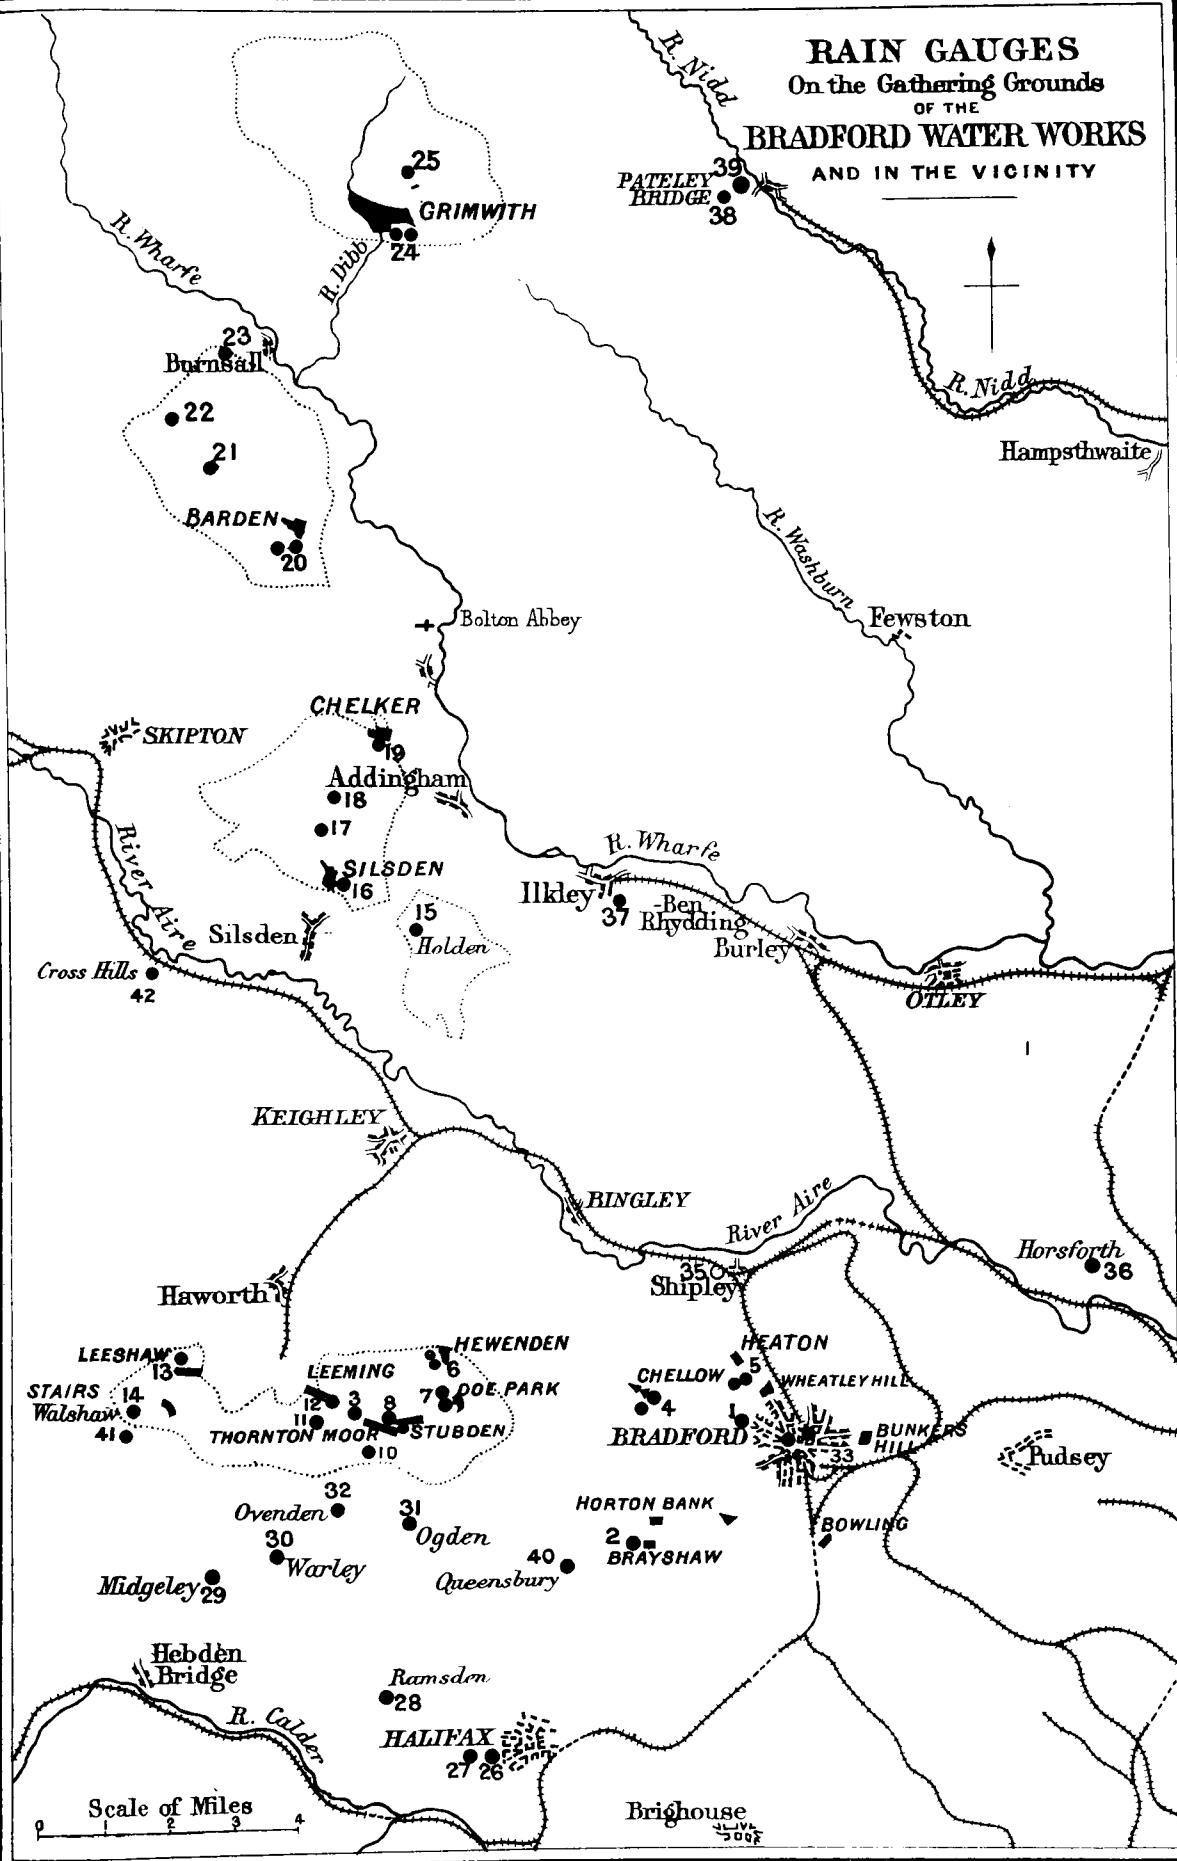 RAIN GAUGES
On the Gathering Grounds
OF THE
BRADFORD WATER WORKS
AND IN THE VICINITY
R. Nidd
39
PATELEY
BRIDGE
38
25
GRIMWITH
24
R. Wharfe
R. Dibb
23
Burnsall
22
21
BARDEN
20
R. Nidd
Hampsthwaite
R. Washburn
Fewston
Bolton Abbey
CHELKER
19
SKIPTON
Addingham
18
17
SILSDEN
16
River Aire
R. Wharfe
Ilkley
37
Ben
Rhydding
Burley
OTLEY
15
Holden
Silsden
Cross Hills
42
1
KEIGHLEY
BINGLEY
River Aire
Horsforth
36
35
Shipley
Haworth
LEESHAW
13
HEWENDEN
9
6
HEATON
5
LEEMING
12
CHELLOW
4
WHEATLEY HILL
STAIRS
14
Walshaw
41
7
DOE PARK
3
8
11
THORNTON MOOR
STUBDEN
10
1
BRADFORD
33
BUNKERS
HILL
Pudsey
32
Ovenden
31
Ogden
HORTON BANK
BOWLING
30
Warley
2
BRAYSHAW
40
Queensbury
Midgeley
29
Hebden
Bridge
Ramsden
28
R. Calder
HALIFAX
27 26
Brighouse
Scale of Miles
0 1 2 3 4